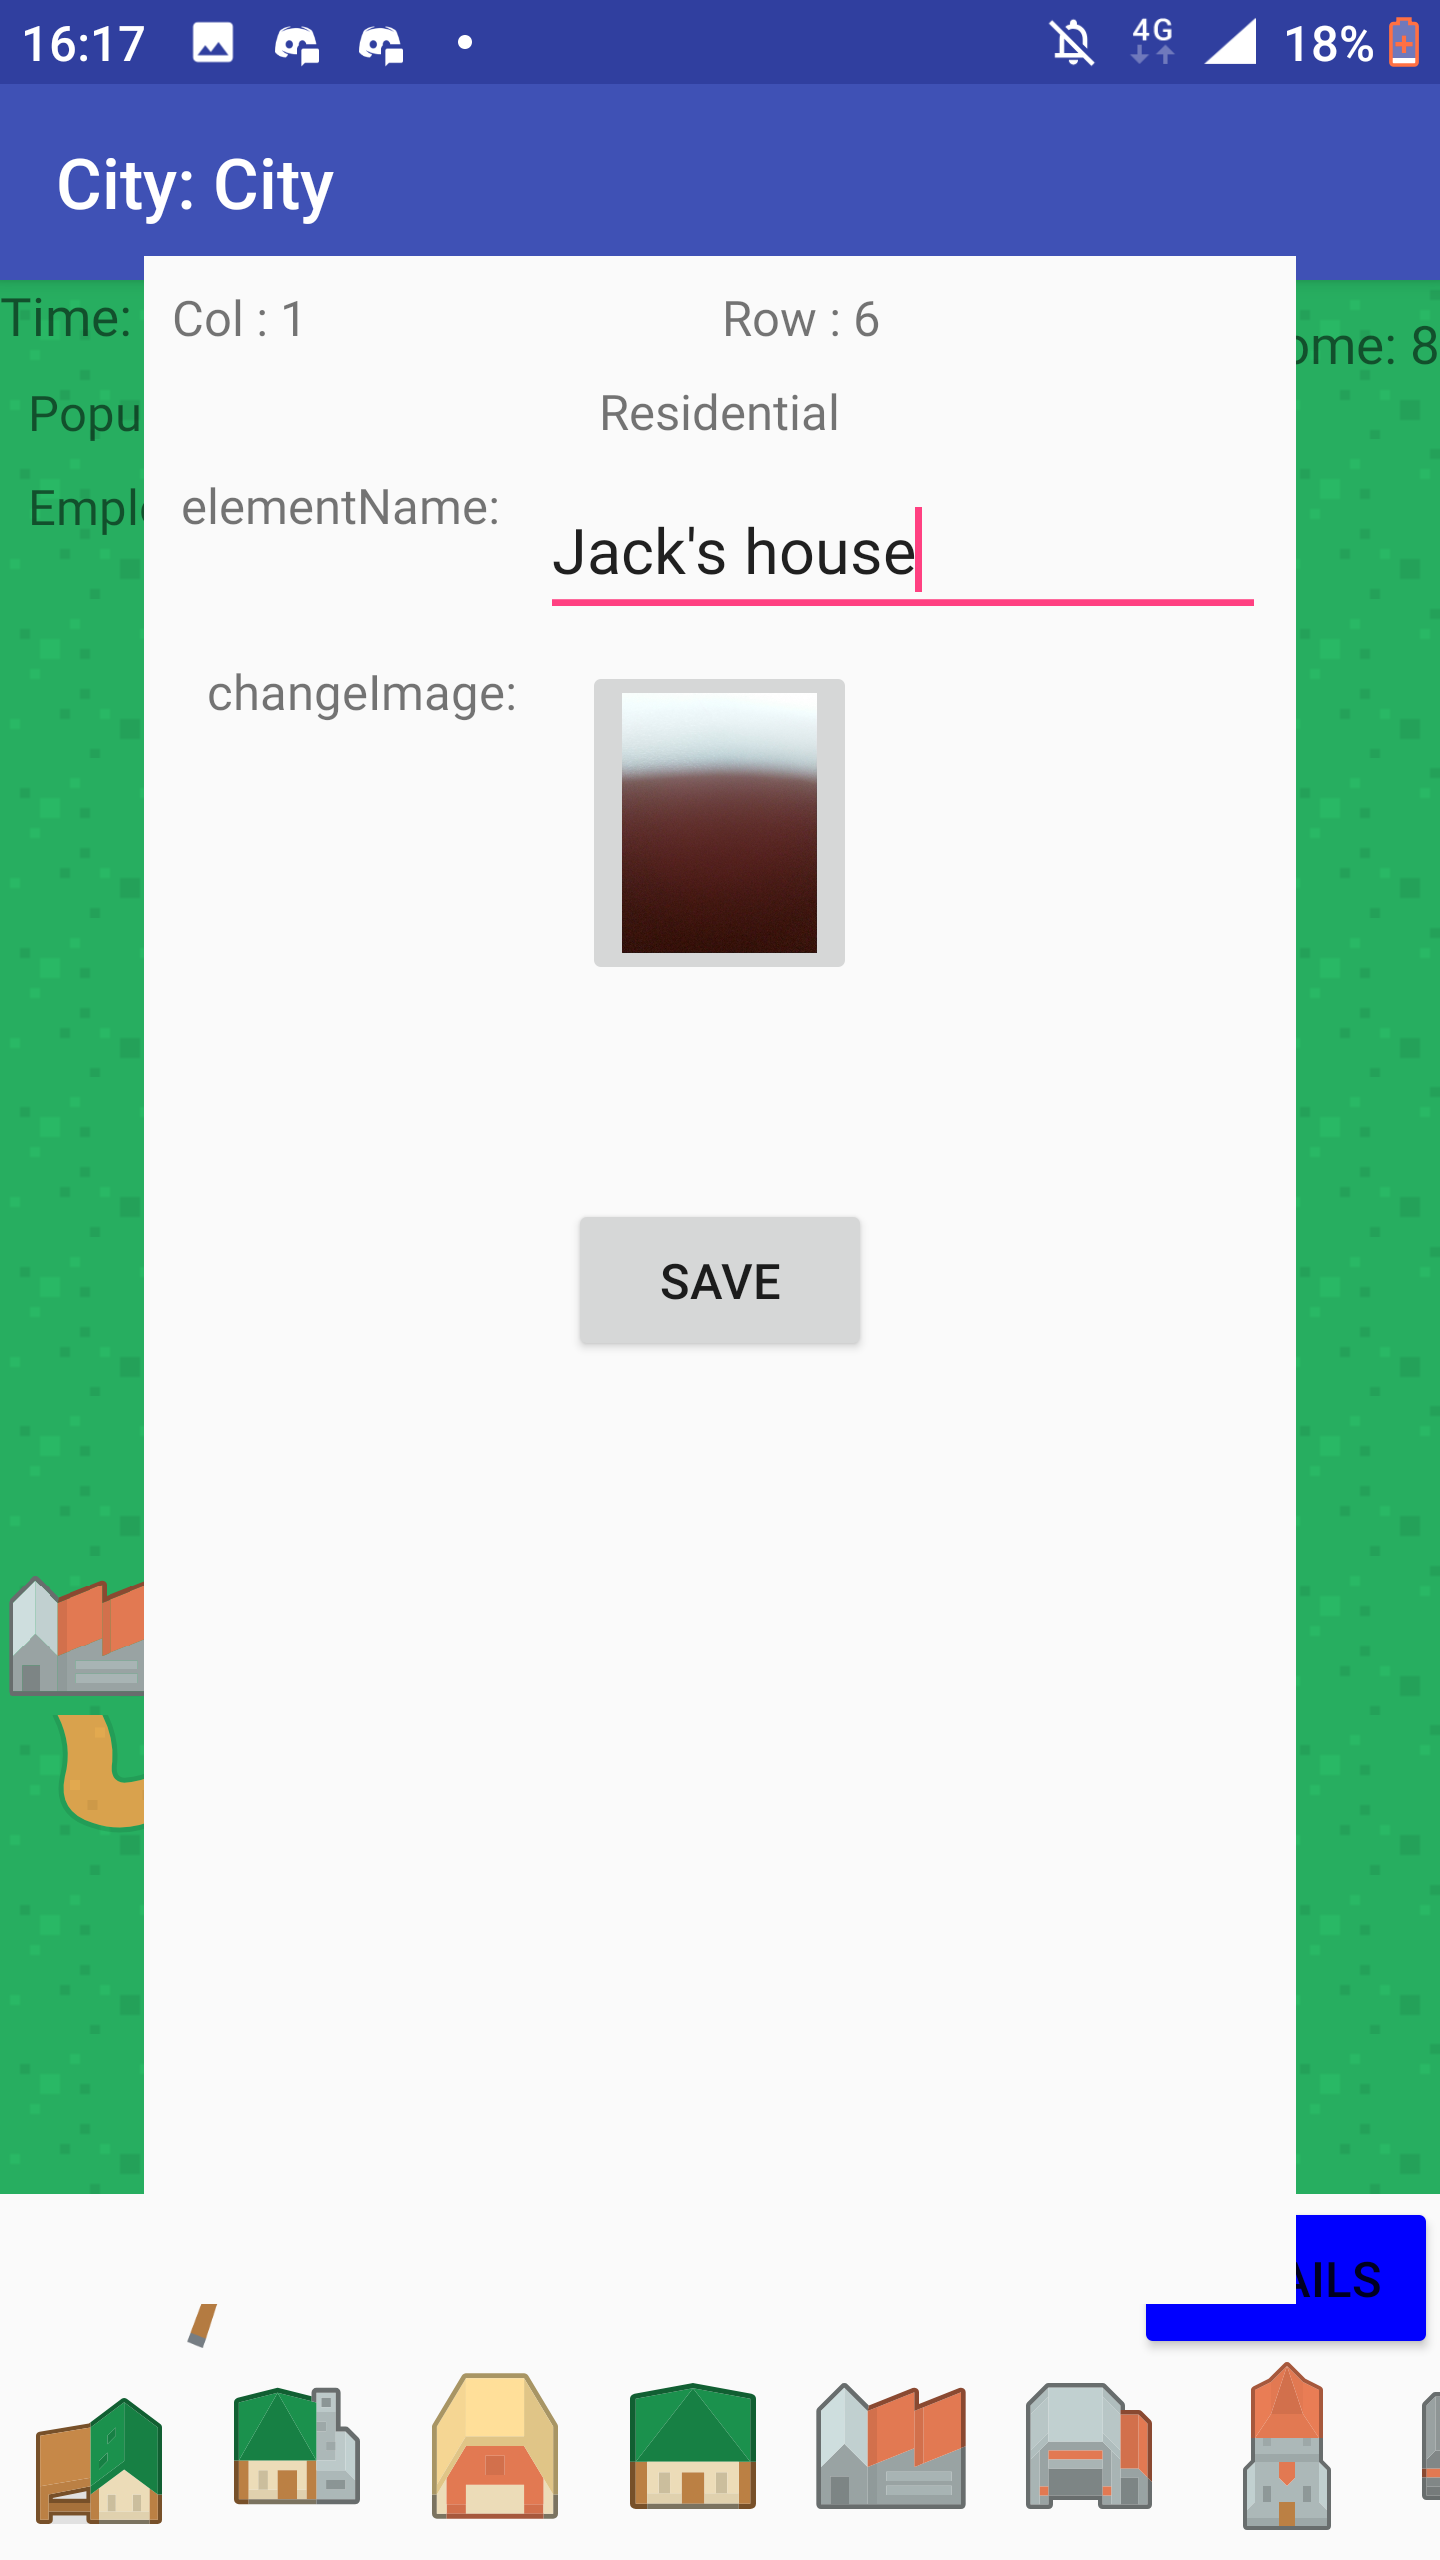 16:17 4G 18%
City: City
Time: Col : 1 Row : 6 ome: 8
Popu Residential
Empl elementName:
Jack's house
changeImage:
SAVE
AILS